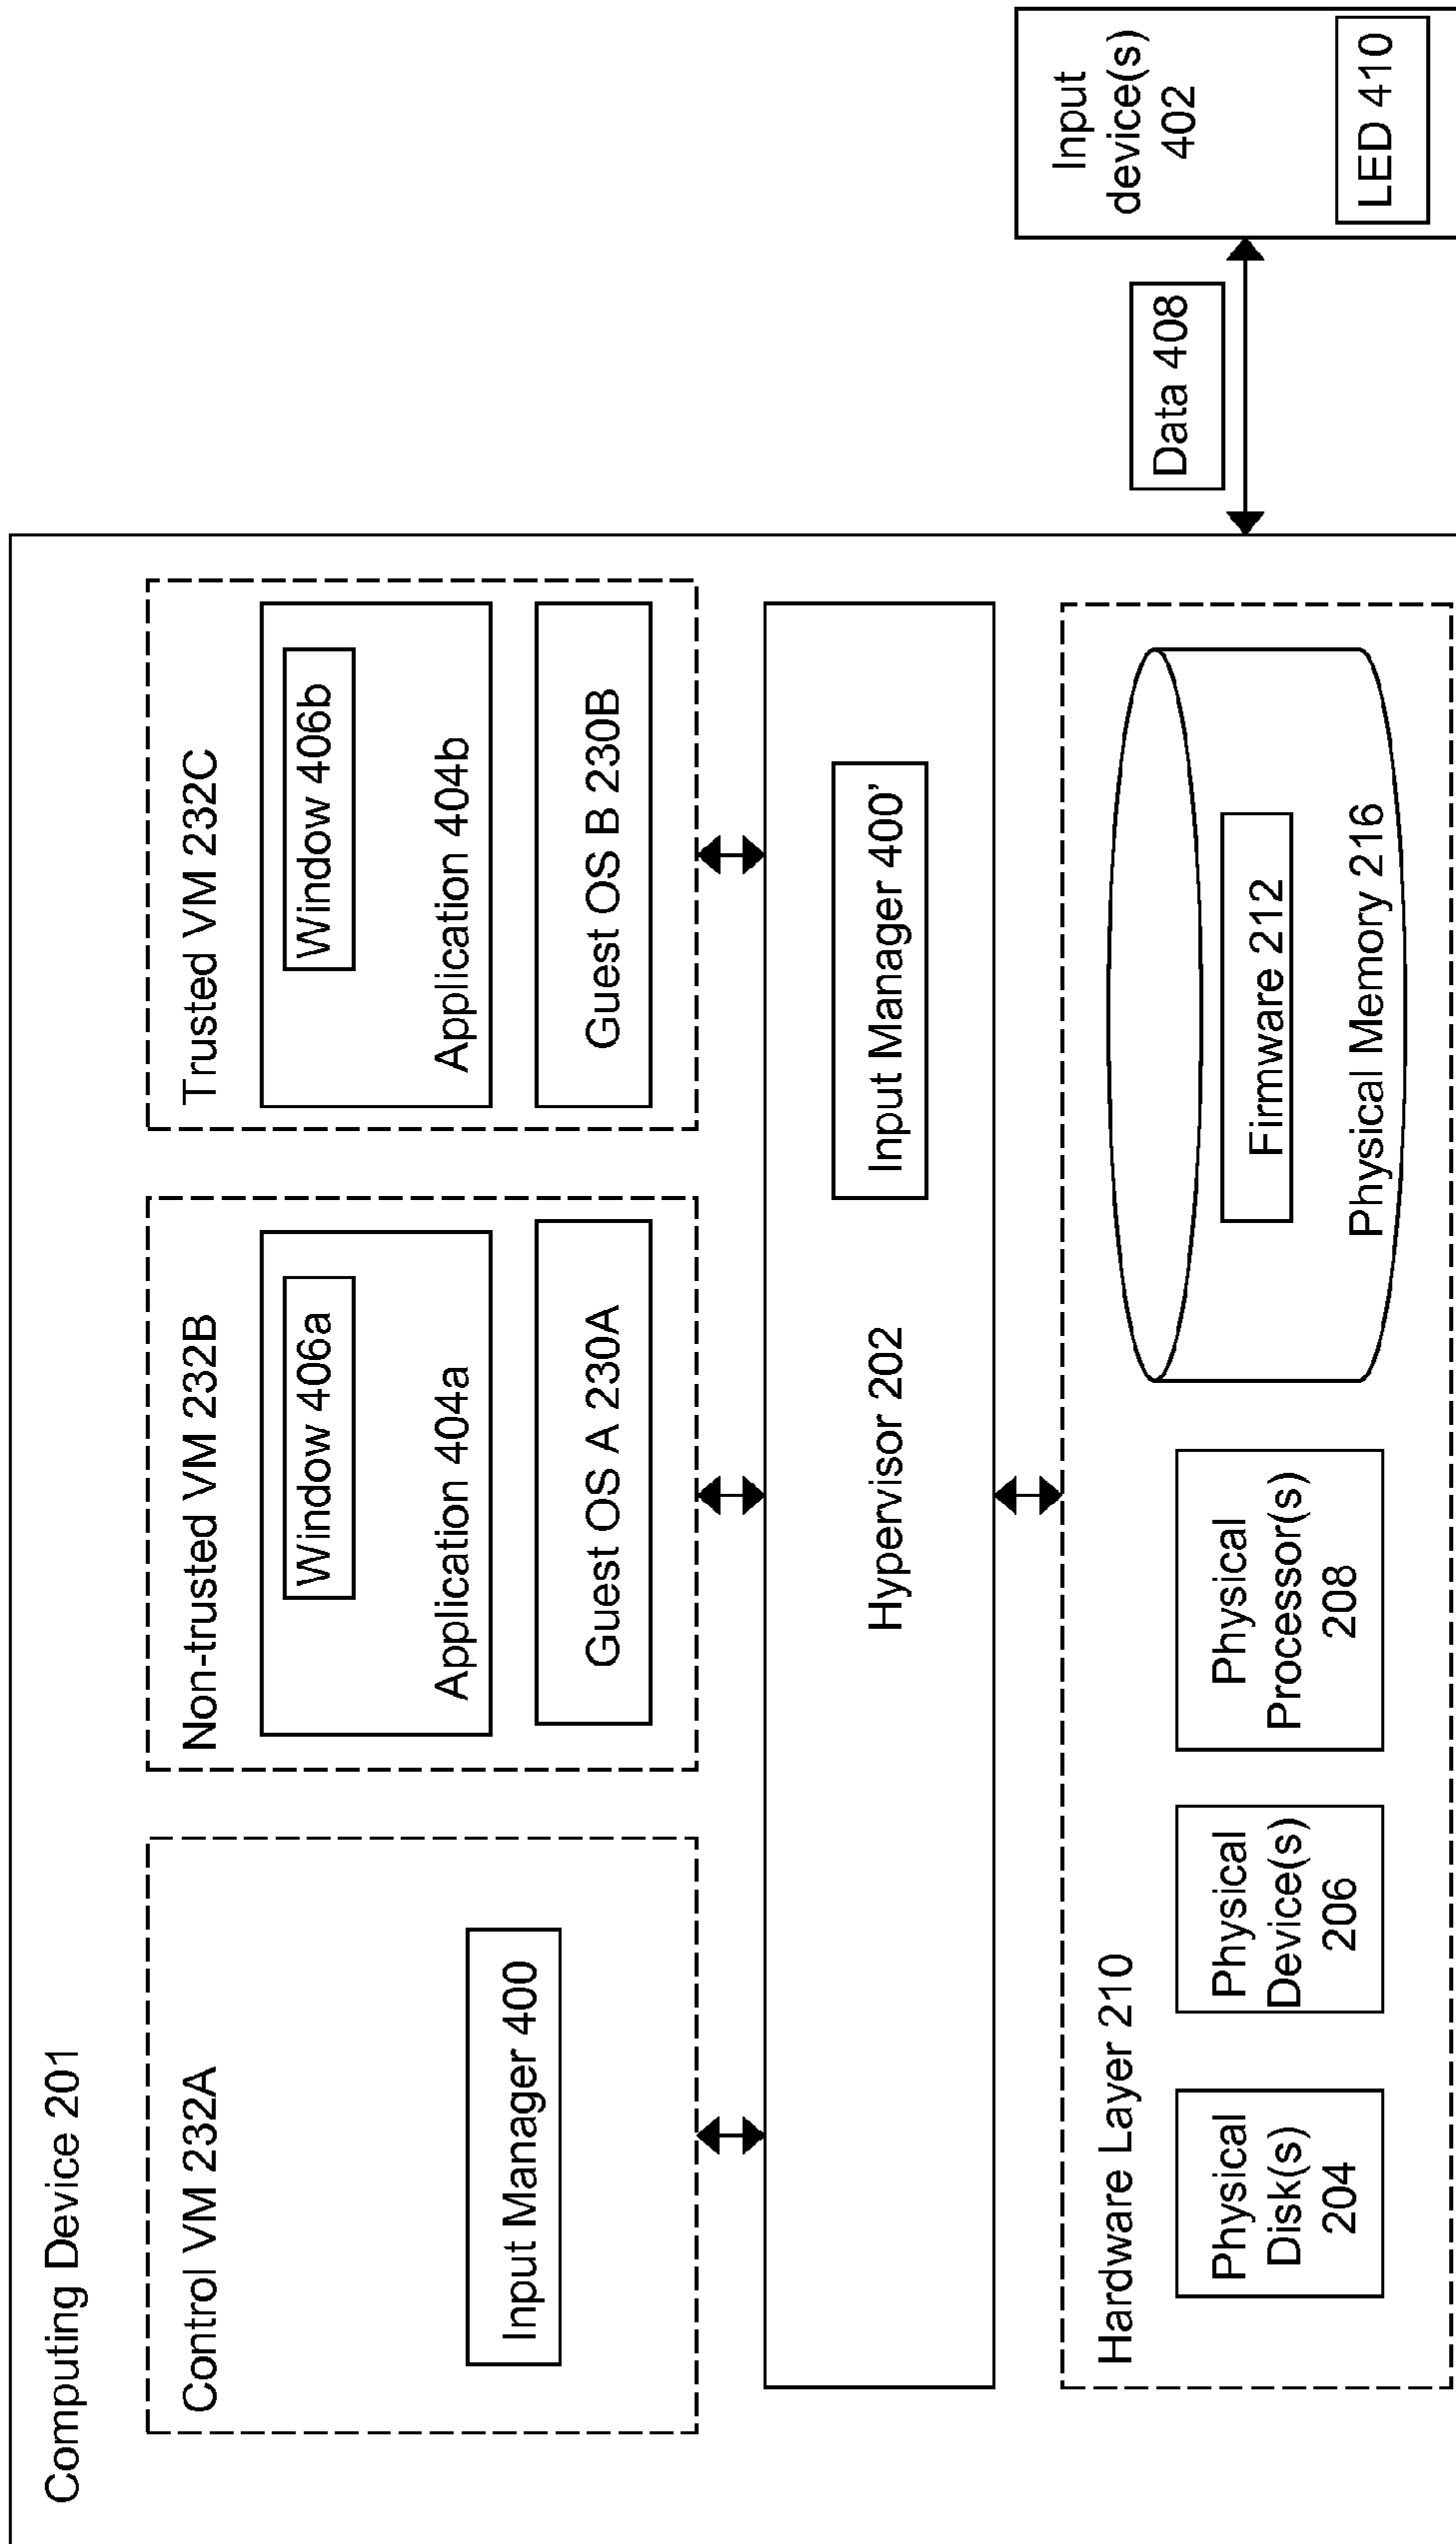 Computing Device 201
Control VM 232A
Input Manager 400
Non-trusted VM 232B
Window 406a
Application 404a
Guest OS A 230A
Trusted VM 232C
Window 406b
Application 404b
Guest OS B 230B
Hypervisor 202
Input Manager 400’
Hardware Layer 210
Physical
Disk(s)
204
Physical
Device(s)
206
Physical
Processor(s)
208
Firmware 212
Physical Memory 216
Data 408
Input
device(s)
402
LED 410